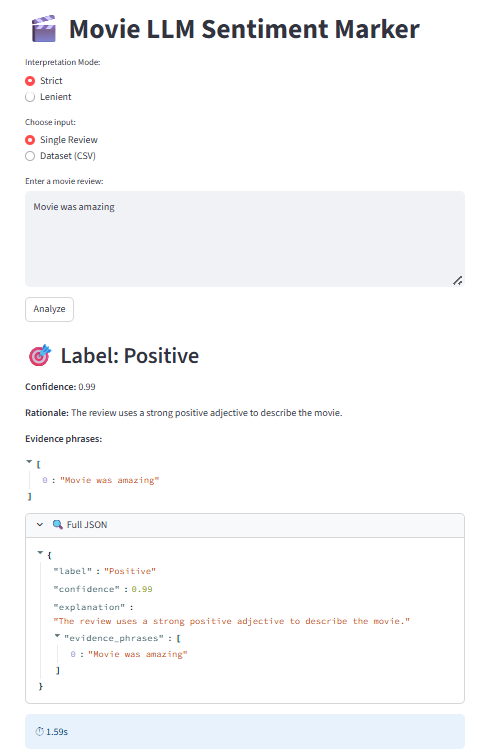 Movie LLM Sentiment Marker
Interpretation Mode:
Strict
Lenient
Choose input:
Single Review
Dataset (CSV)
Enter a movie review:
Movie was amazing
Analyze
Label: Positive
Confidence: 0.99
Rationale: The review uses a strong positive adjective to describe the movie.
Evidence phrases:
[
0 : "Movie was amazing"
]
Full JSON
{
"label" : "Positive"
"confidence" : 0.99
"explanation" :
"The review uses a strong positive adjective to describe the movie."
"evidence_phrases" : [
0 : "Movie was amazing"
]
}
1.59s